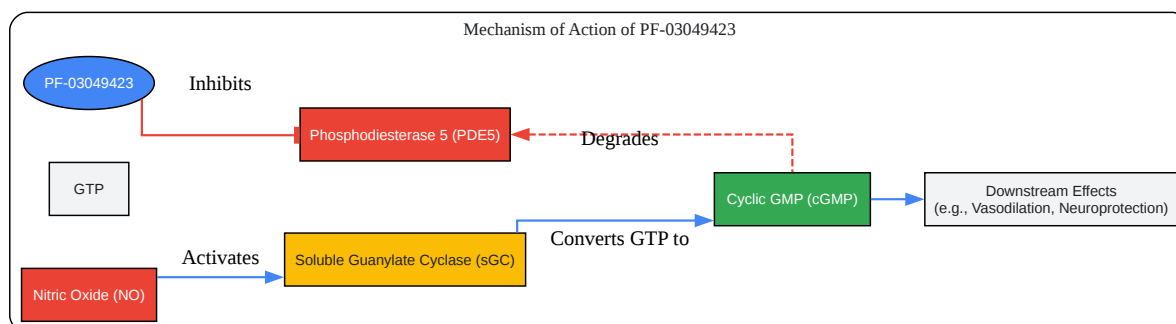 Mechanism of Action of PF-03049423
PF-03049423
Inhibits
Phosphodiesterase 5 (PDE5)
Degrades
GTP
Cyclic GMP (cGMP)
Downstream Effects
(e.g., Vasodilation, Neuroprotection)
Converts GTP to
Activates
Soluble Guanylate Cyclase (sGC)
Nitric Oxide (NO)